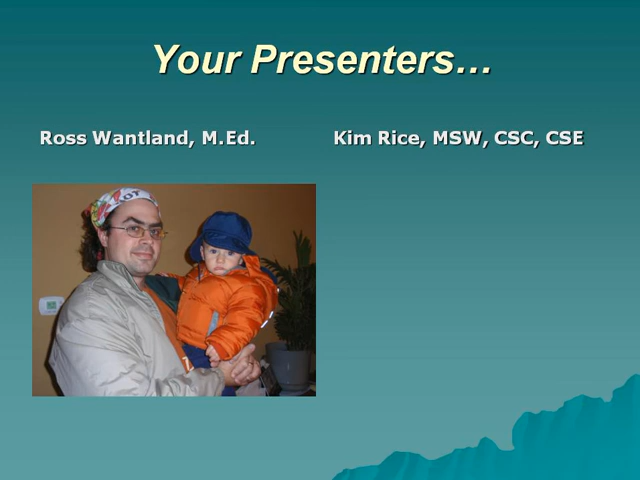 Your Presenters…
Ross Wantland, M.Ed.
Kim Rice, MSW, CSC, CSE